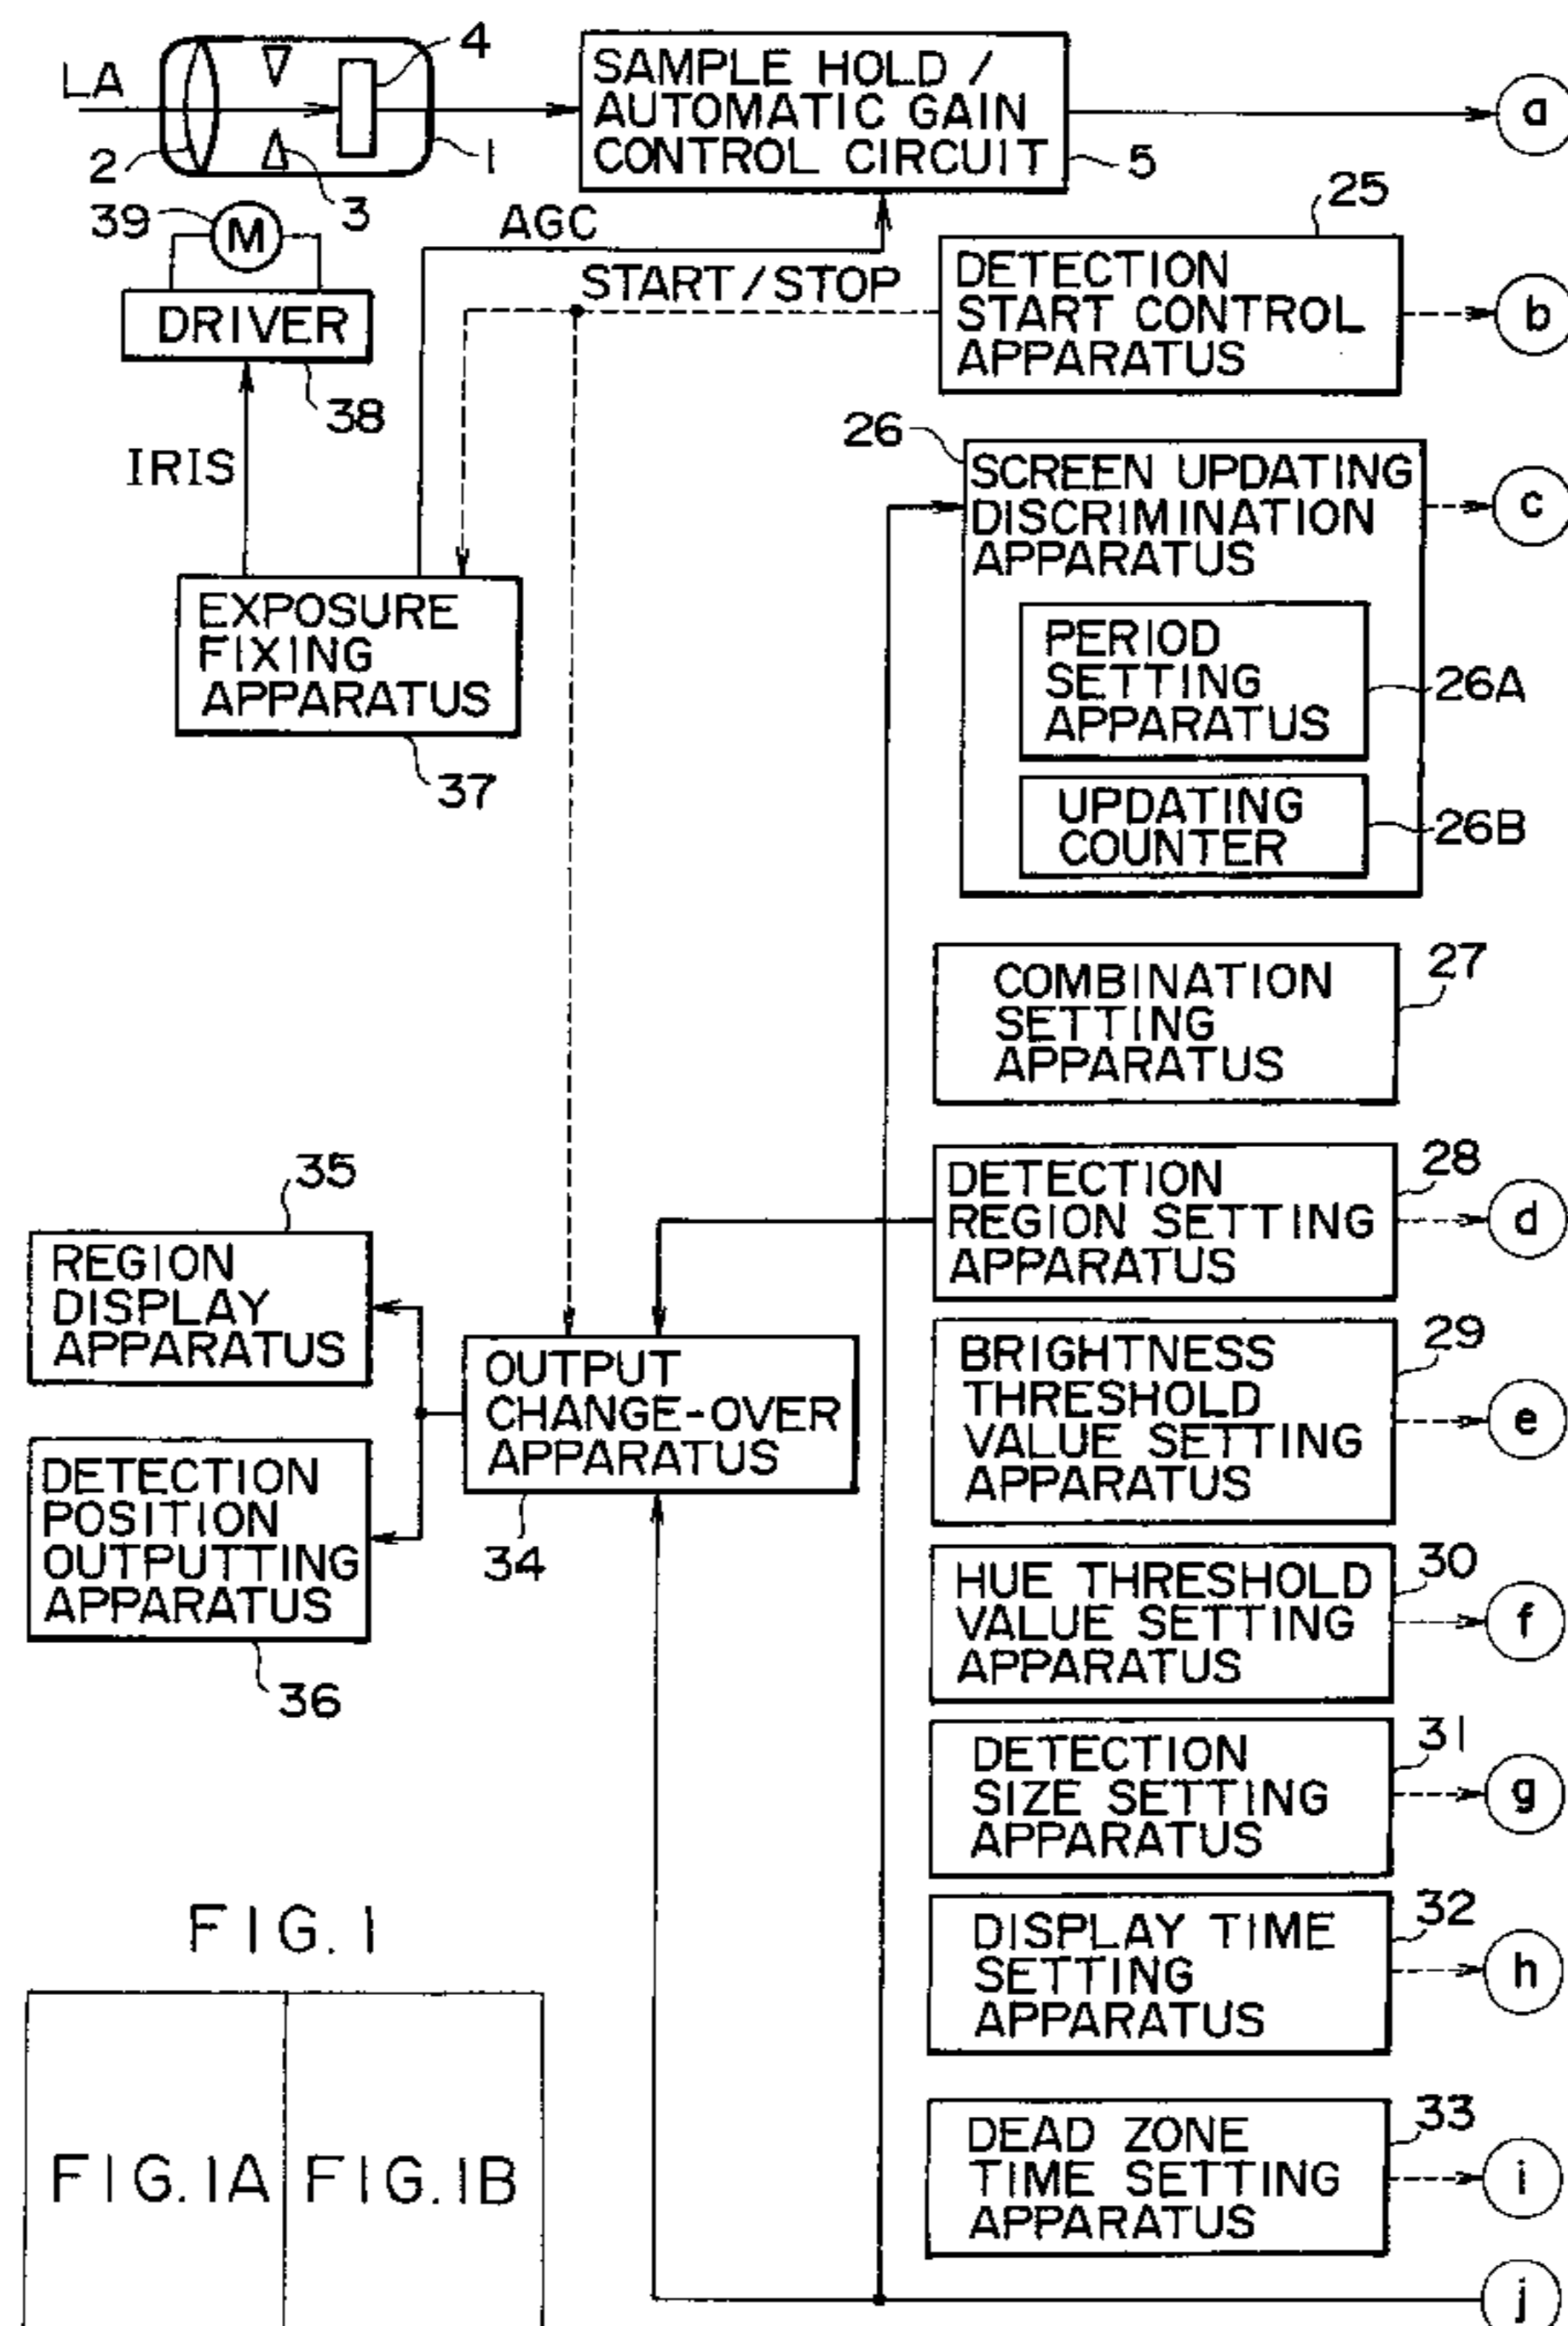 LA
2
3
4
1
SAMPLE HOLD /
AUTOMATIC GAIN
CONTROL CIRCUIT
5
a
39
M
DRIVER
38
AGC
START / STOP
25
DETECTION
START CONTROL
APPARATUS
b
IRIS
26
SCREEN UPDATING
DISCRIMINATION
APPARATUS
c
PERIOD
SETTING
APPARATUS
26A
UPDATING
COUNTER
26B
EXPOSURE
FIXING
APPARATUS
37
COMBINATION
SETTING
APPARATUS
27
DETECTION
REGION SETTING
APPARATUS
28
d
35
REGION
DISPLAY
APPARATUS
OUTPUT
CHANGE-OVER
APPARATUS
34
DETECTION
POSITION
OUTPUTTING
APPARATUS
36
BRIGHTNESS
THRESHOLD
VALUE SETTING
APPARATUS
29
e
HUE THRESHOLD
VALUE SETTING
APPARATUS
30
f
DETECTION
SIZE SETTING
APPARATUS
31
g
DISPLAY TIME
SETTING
APPARATUS
32
h
DEAD ZONE
TIME SETTING
APPARATUS
33
i
j
FIG. 1
FIG. 1A
FIG. 1B